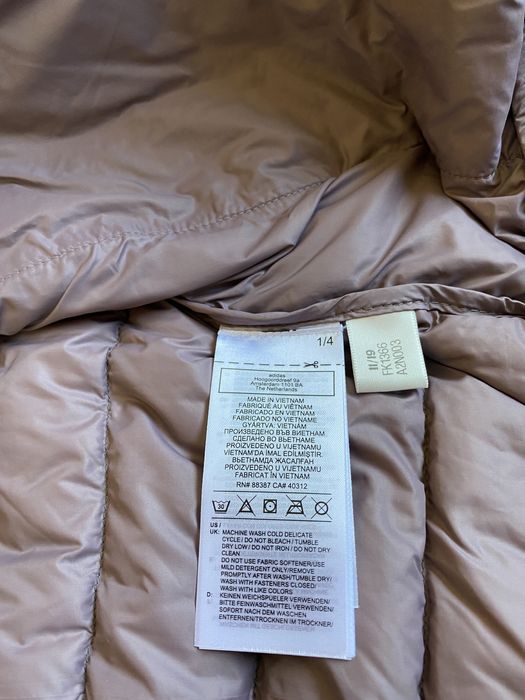 1/4
adidas
Hoogoorddreef 9a
Amsterdam 1101 BA
The Netherlands
MADE IN VIETNAM
FABRIQUÉ AU VIÊTNAM
FABRICADO EN VIETNAM
FABRICADO NO VIETNAME
GYÁRTVA: VIETNAM
ПРОИЗВЕДЕНО ВЪВ ВИЕТНАМ
СДЕЛАНО ВО ВЬЕТНАМЕ
VIETNAM'DA IMAL EDİLMİŞTİR.
ВЬЕТНАМДА ЖАСАЛҒАН
PROIZVEDENO U VIJETNAMU
FABRICAT ÎN VIETNAM
RN# 88387 CA# 40312
30
US /
UK: MACHINE WASH COLD DELICATE
CYCLE / DO NOT BLEACH / TUMBLE
DRY LOW / DO NOT IRON / DO NOT DRY
CLEAN
DO NOT USE FABRIC SOFTENER/USE
MILD DETERGENT ONLY/REMOVE
PROMPTLY AFTER WASH/TUMBLE DRY/
WASH WITH FASTENERS CLOSED/
WASH WITH LIKE COLORS
D: KEINEN WEICHSPUELER VERWENDEN/
BITTE FEINWASCHMITTEL VERWENDEN/
SOFORT NACH DEM WASCHEN
ENTFERNEN/TROCKNEN IM TROCKNER/
11/19
FK1366
A2N003